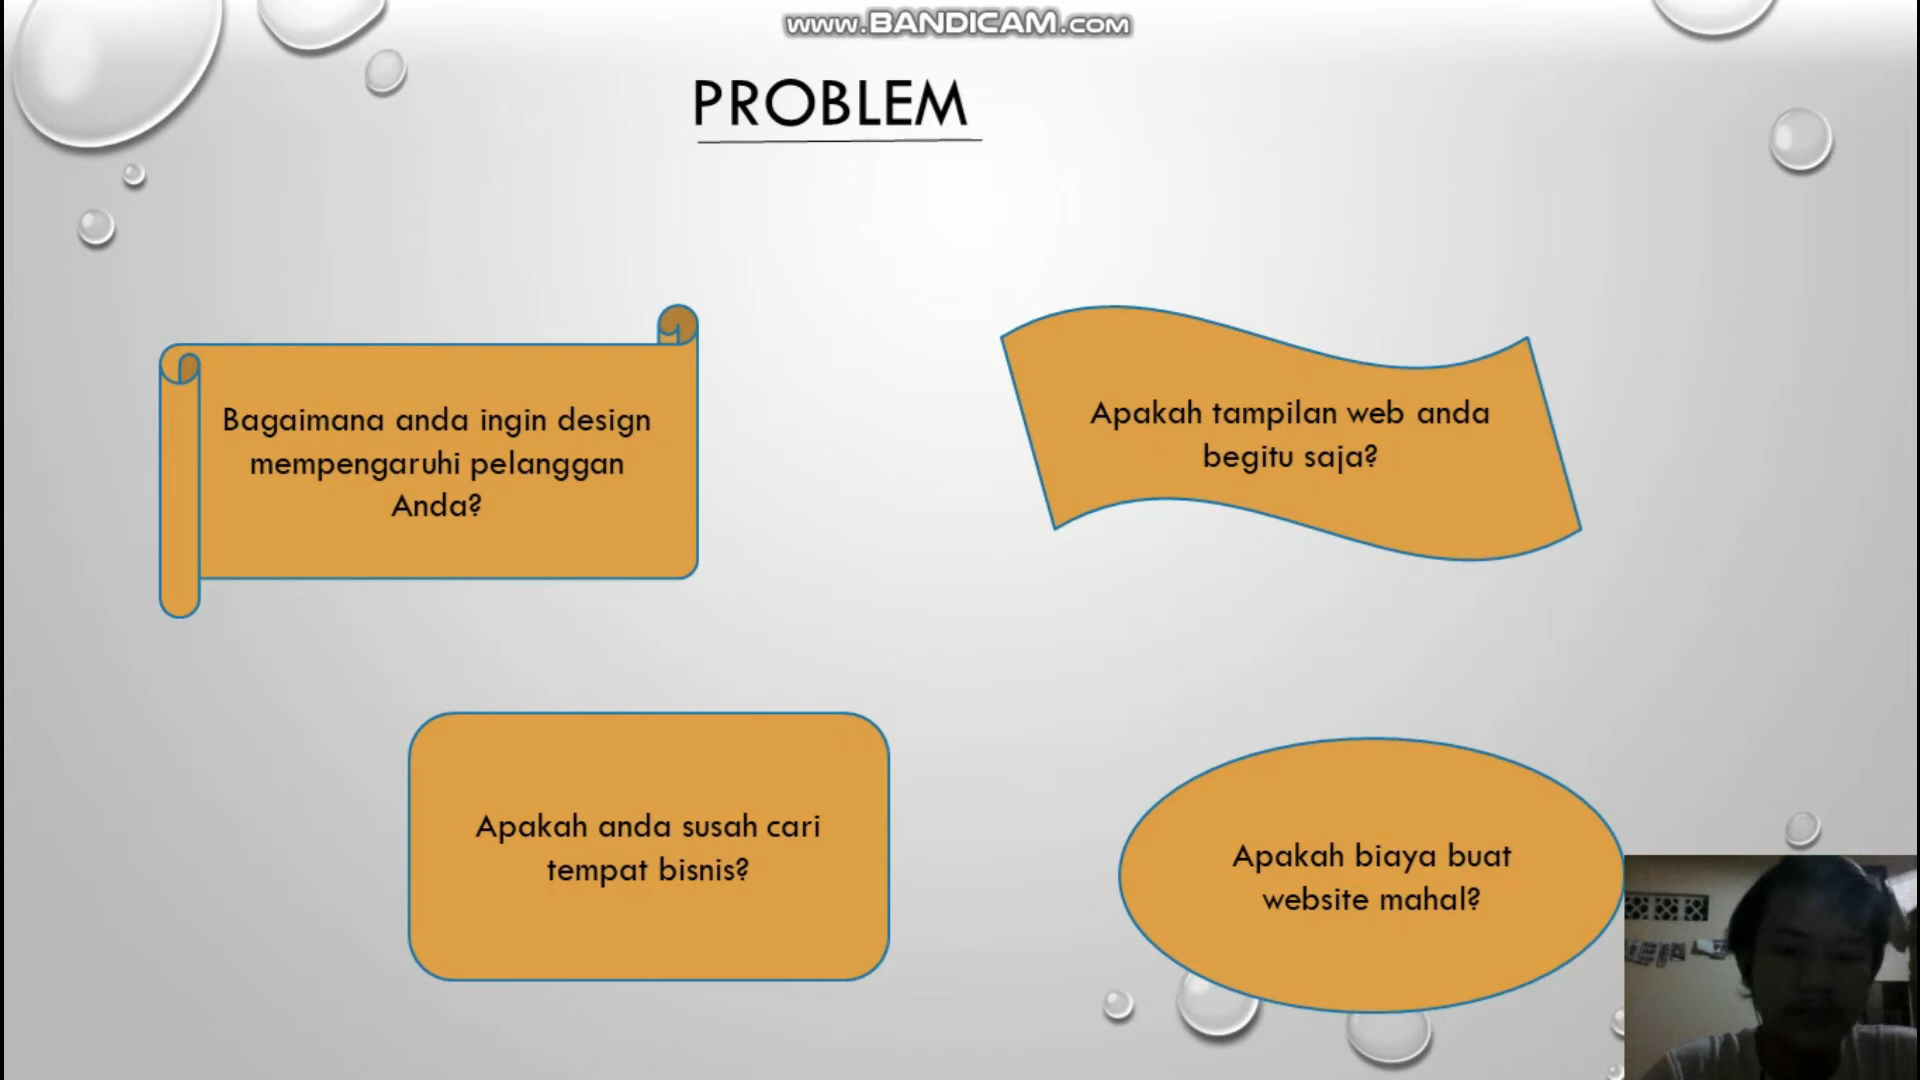 www.BANDICAM.com
PROBLEM
Bagaimana anda ingin design
mempengaruhi pelanggan
Anda?
Apakah tampilan web anda
begitu saja?
Apakah anda susah cari
tempat bisnis?
Apakah biaya buat
website mahal?